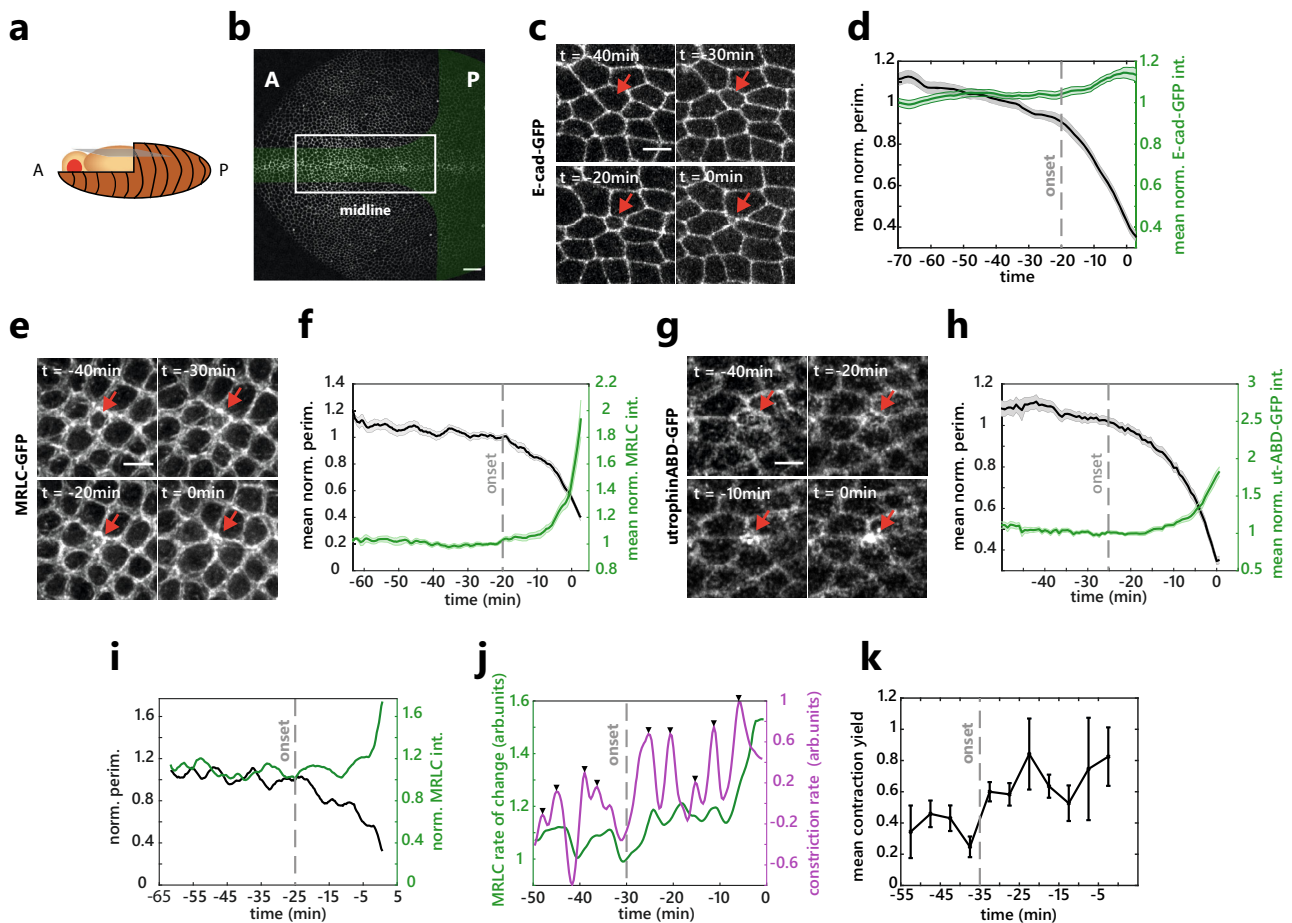 a
A
P
b
A
P
midline
c
E-cad-GFP
t = -40min
t = -30min
t = -20min
t = 0min
d
mean norm. perim.
1.2
1
0.8
0.6
0.4
onset
1.2
1
0.8
0.6
0.4
mean norm. E-cad-GFP int.
-70 -60 -50 -40 -30 -20 -10 0
time
e
MRLC-GFP
t = -40min
t = -30min
t = -20min
t = 0min
f
mean norm. perim.
1.4
1.2
1
0.8
0.6
0.4
0.2
0
onset
2.2
2
1.8
1.6
1.4
1.2
1
0.8
mean norm. MRLC int.
-60 -50 -40 -30 -20 -10 0
time (min)
g
utrophinABD-GFP
t = -40min
t = -20min
t = -10min
t = 0min
h
mean norm. perim.
1.2
1
0.8
0.6
0.4
onset
3
2.5
2
1.5
1
0.5
mean norm. ut-ABD-GFP int.
-40 -30 -20 -10 0
time (min)
i
norm. perim.
1.6
1.2
1.0
0.8
0.4
0
onset
1.6
1.2
0.8
0.4
0
norm. MRLC int.
-65 -55 -45 -35 -25 -15 -5 5
time (min)
j
MRLC rate of change (arb.units)
1.6
1.4
1.2
1
onset
1
0.6
0.2
-0.2
-0.6
constriction rate (arb.units)
-50 -40 -30 -20 -10 0
time (min)
k
mean contraction yield
1.2
1
0.8
0.6
0.4
0.2
0
onset
-55 -45 -35 -25 -15 -5
time (min)